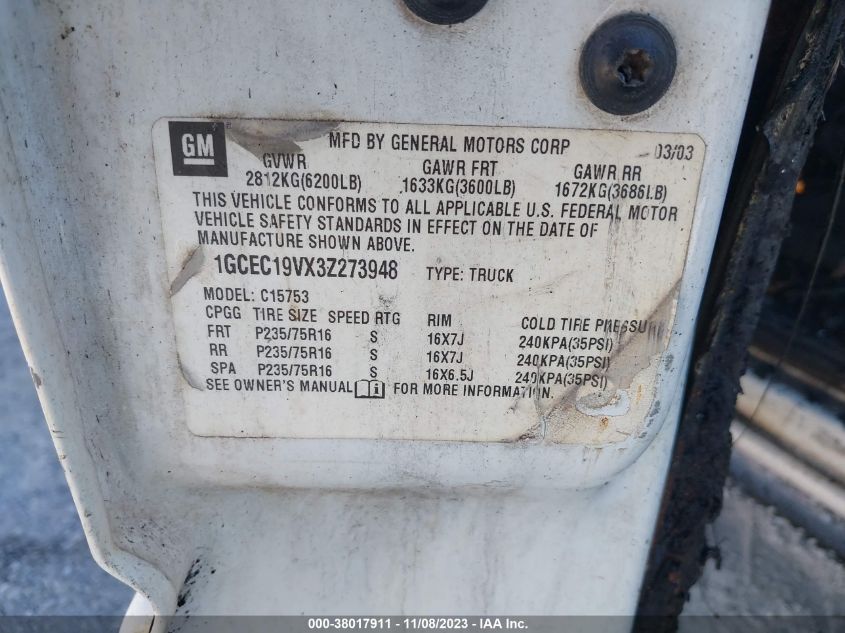 GM
MFD BY GENERAL MOTORS CORP 03/03
GVWR GAWR FRT GAWR RR
2812KG(6200LB) 1633KG(3600LB) 1672KG(3686LB)
THIS VEHICLE CONFORMS TO ALL APPLICABLE U.S. FEDERAL MOTOR
VEHICLE SAFETY STANDARDS IN EFFECT ON THE DATE OF
MANUFACTURE SHOWN ABOVE.
1GCEC19VX3Z273948 TYPE: TRUCK
MODEL: C15753
CPGG TIRE SIZE SPEED RTG RIM COLD TIRE PRESSURE
FRT P235/75R16 S 16X7J 240KPA(35PSI)
RR P235/75R16 S 16X7J 240KPA(35PSI)
SPA P235/75R16 S 16X6.5J 240KPA(35PSI)
SEE OWNER'S MANUAL FOR MORE INFORMATION.
000-38017911 - 11/08/2023 - IAA Inc.